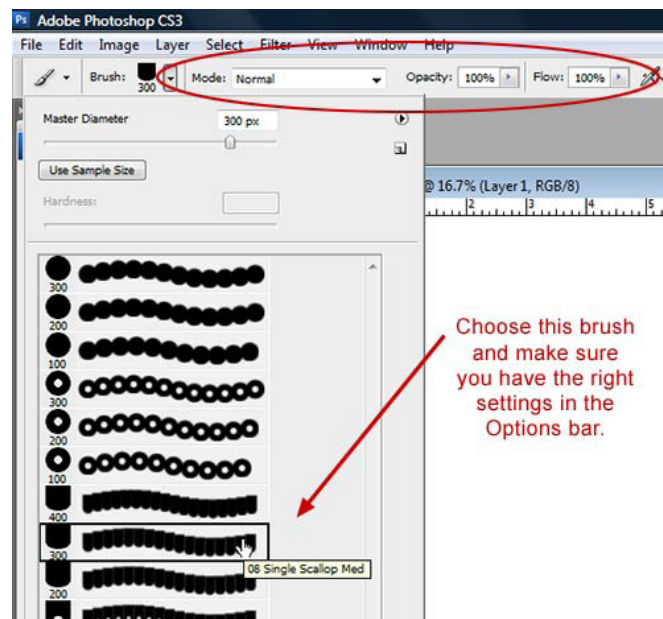 Ps Adobe Photoshop CS3
File Edit Image Layer Select Filter View Window Help
Brush: 300 Mode: Normal Opacity: 100% Flow: 100%
Master Diameter 300 px
Use Sample Size
@ 16.7% (Layer 1, RGB/8)
Hardness:
2 3 4 5
300
200
100
300
200
100
400
300
200
08 Single Scallop Med
Choose this brush
and make sure
you have the right
settings in the
Options bar.